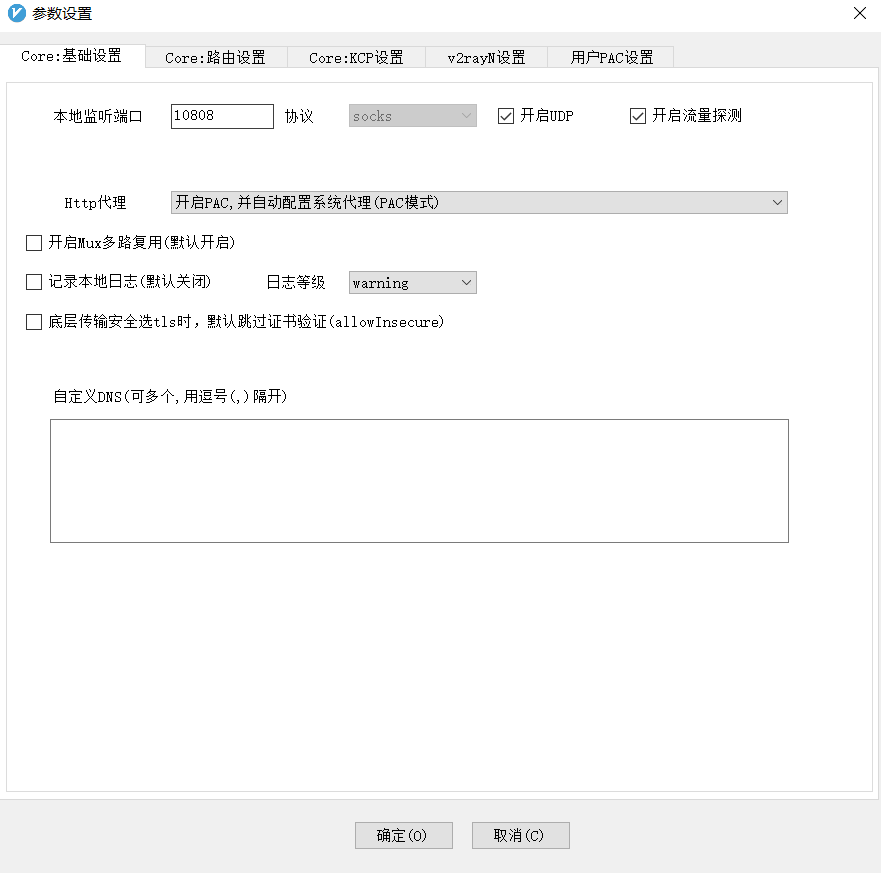 参数设置
Core:基础设置 Core:路由设置 Core:KCP设置 v2rayN设置 用户PAC设置
本地监听端口 10808 协议 socks 开启UDP 开启流量探测
Http代理 开启PAC,并自动配置系统代理(PAC模式)
开启Mux多路复用(默认开启)
记录本地日志(默认关闭) 日志等级 warning
底层传输安全选tls时，默认跳过证书验证(allowInsecure)
自定义DNS(可多个,用逗号(,)隔开)
确定(O) 取消(C)